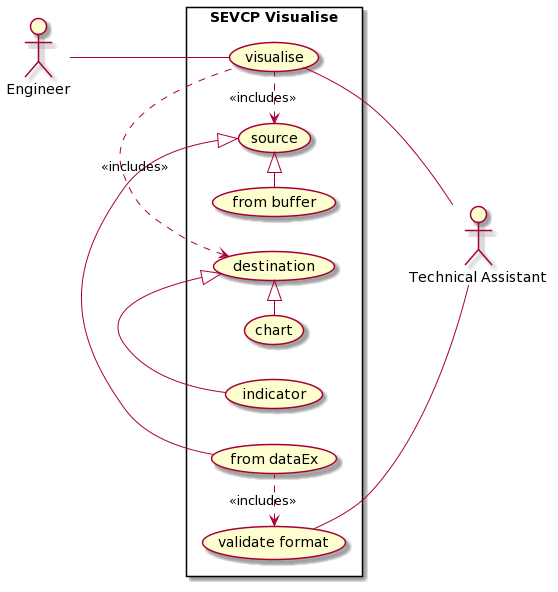 SEVCP Visualise
Engineer
visualise
«includes»
source
«includes»
from buffer
destination
Technical Assistant
chart
indicator
from dataEx
«includes»
validate format